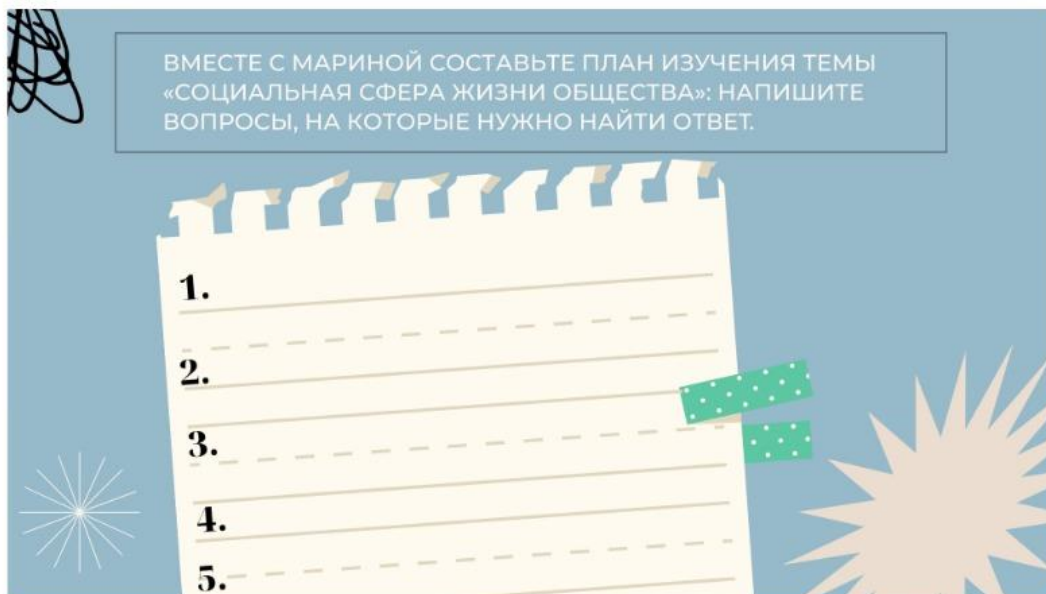 ВМЕСТЕ С МАРИНОЙ СОСТАВЬТЕ ПЛАН ИЗУЧЕНИЯ ТЕМЫ
«СОЦИАЛЬНАЯ СФЕРА ЖИЗНИ ОБЩЕСТВА»: НАПИШИТЕ
ВОПРОСЫ, НА КОТОРЫЕ НУЖНО НАЙТИ ОТВЕТ.
1.
2.
3.
4.
5.